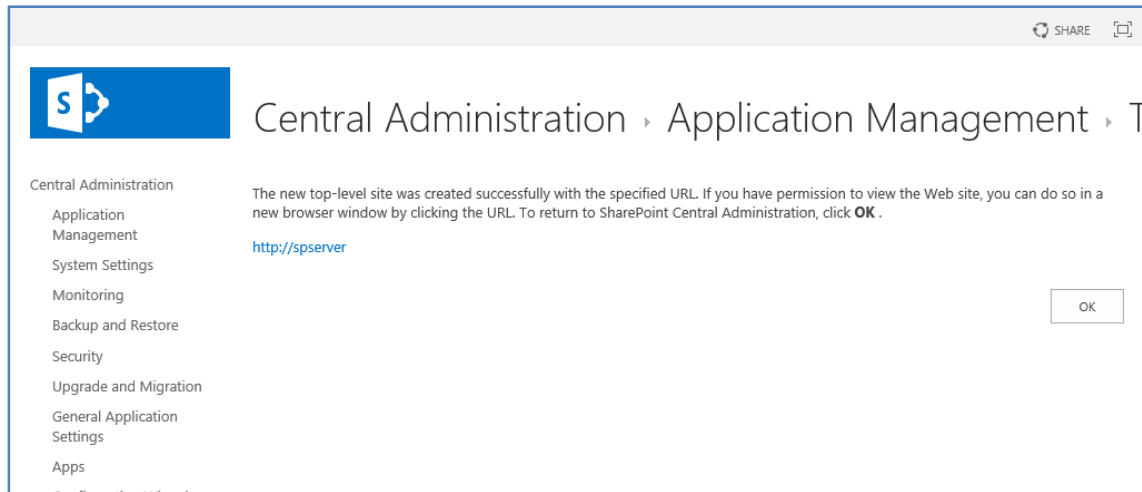 SHARE
S
Central Administration ▸ Application Management ▸ T
Central Administration
Application
Management
System Settings
Monitoring
Backup and Restore
Security
Upgrade and Migration
General Application
Settings
Apps
The new top-level site was created successfully with the specified URL. If you have permission to view the Web site, you can do so in a
new browser window by clicking the URL. To return to SharePoint Central Administration, click OK .
http://spserver
OK